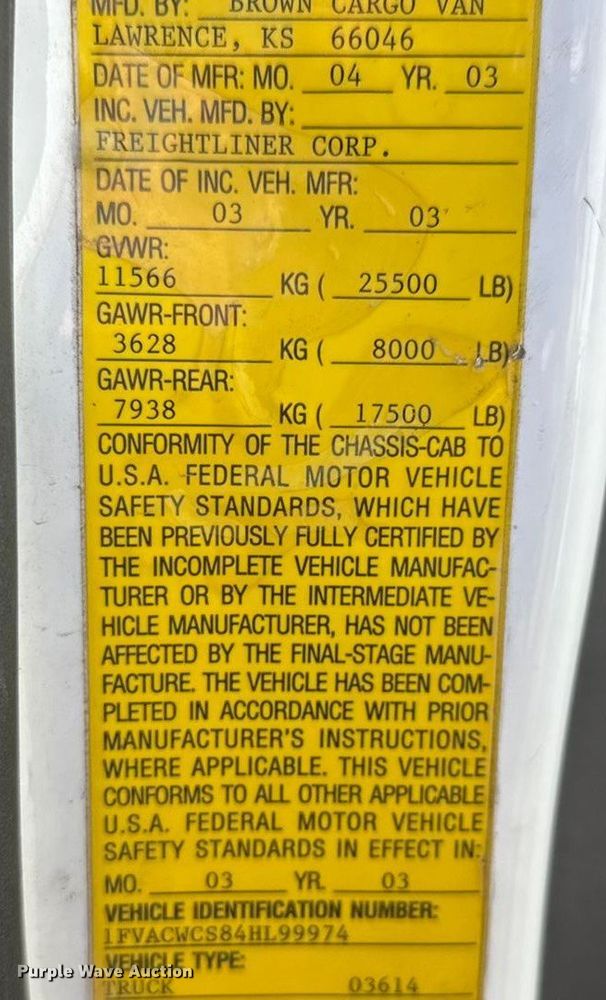 MFD. BY: BROWN CARGO VAN
LAWRENCE, KS 66046
DATE OF MFR: MO. 04 YR. 03
INC. VEH. MFD. BY:
FREIGHTLINER CORP.
DATE OF INC. VEH. MFR:
MO. 03 YR. 03
GVWR:
11566 KG ( 25500 LB)
GAWR-FRONT:
3628 KG ( 8000 LB)
GAWR-REAR:
7938 KG ( 17500 LB)
CONFORMITY OF THE CHASSIS-CAB TO
U.S.A. FEDERAL MOTOR VEHICLE
SAFETY STANDARDS, WHICH HAVE
BEEN PREVIOUSLY FULLY CERTIFIED BY
THE INCOMPLETE VEHICLE MANUFAC-
TURER OR BY THE INTERMEDIATE VE-
HICLE MANUFACTURER, HAS NOT BEEN
AFFECTED BY THE FINAL-STAGE MANU-
FACTURE. THE VEHICLE HAS BEEN COM-
PLETED IN ACCORDANCE WITH PRIOR
MANUFACTURER'S INSTRUCTIONS,
WHERE APPLICABLE. THIS VEHICLE
CONFORMS TO ALL OTHER APPLICABLE
U.S.A. FEDERAL MOTOR VEHICLE
SAFETY STANDARDS IN EFFECT IN:
MO. 03 YR. 03
VEHICLE IDENTIFICATION NUMBER:
1FVACWCS84HL99974
VEHICLE TYPE:
TRUCK 03614
Purple Wave Auction